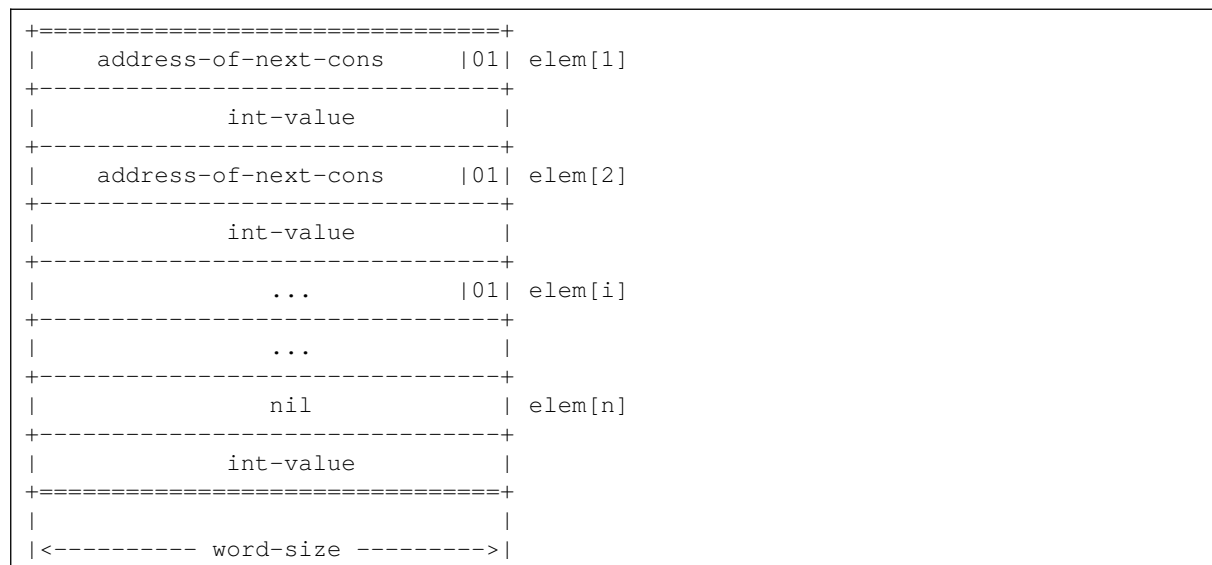 +================================+
|    address-of-next-cons     |01| elem[1]
+--------------------------------+
|            int-value           |
+--------------------------------+
|    address-of-next-cons     |01| elem[2]
+--------------------------------+
|            int-value           |
+--------------------------------+
|               ...           |01| elem[i]
+--------------------------------+
|               ...              |
+--------------------------------+
|               nil              | elem[n]
+--------------------------------+
|            int-value           |
+================================+
|                                |
|<---------- word-size --------->|